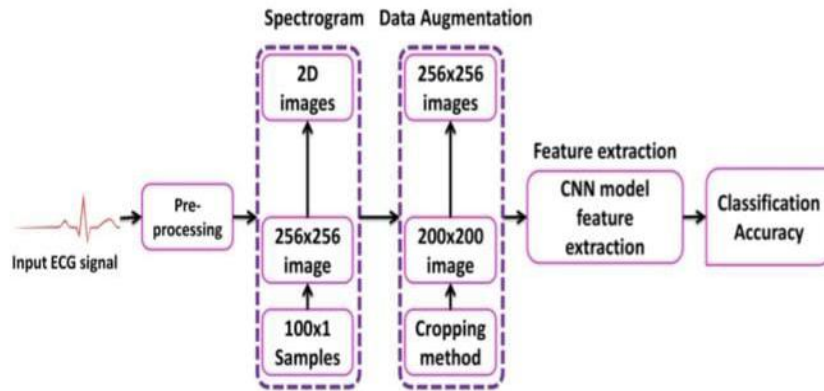 Spectrogram
Data Augmentation
2D
images
256x256
images
256x256
image
200x200
image
100x1
Samples
Cropping
method
Input ECG signal
Pre-
processing
Feature extraction
CNN model
feature
extraction
Classification
Accuracy